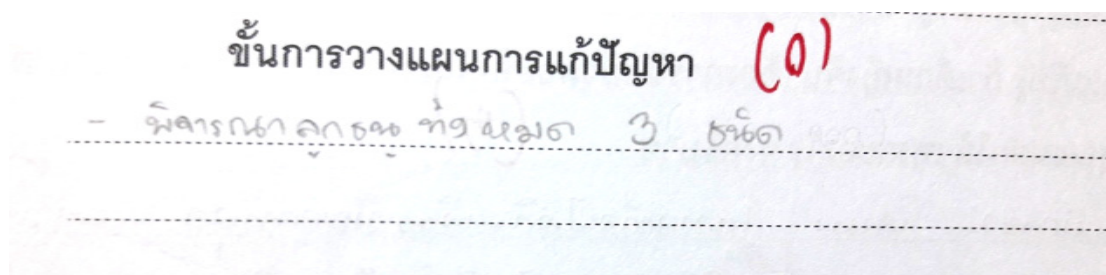 ขั้นการวางแผนการแก้ปัญหา (0)
- พิจารณาลูกธนูทั้งหมด 3 ชนิด